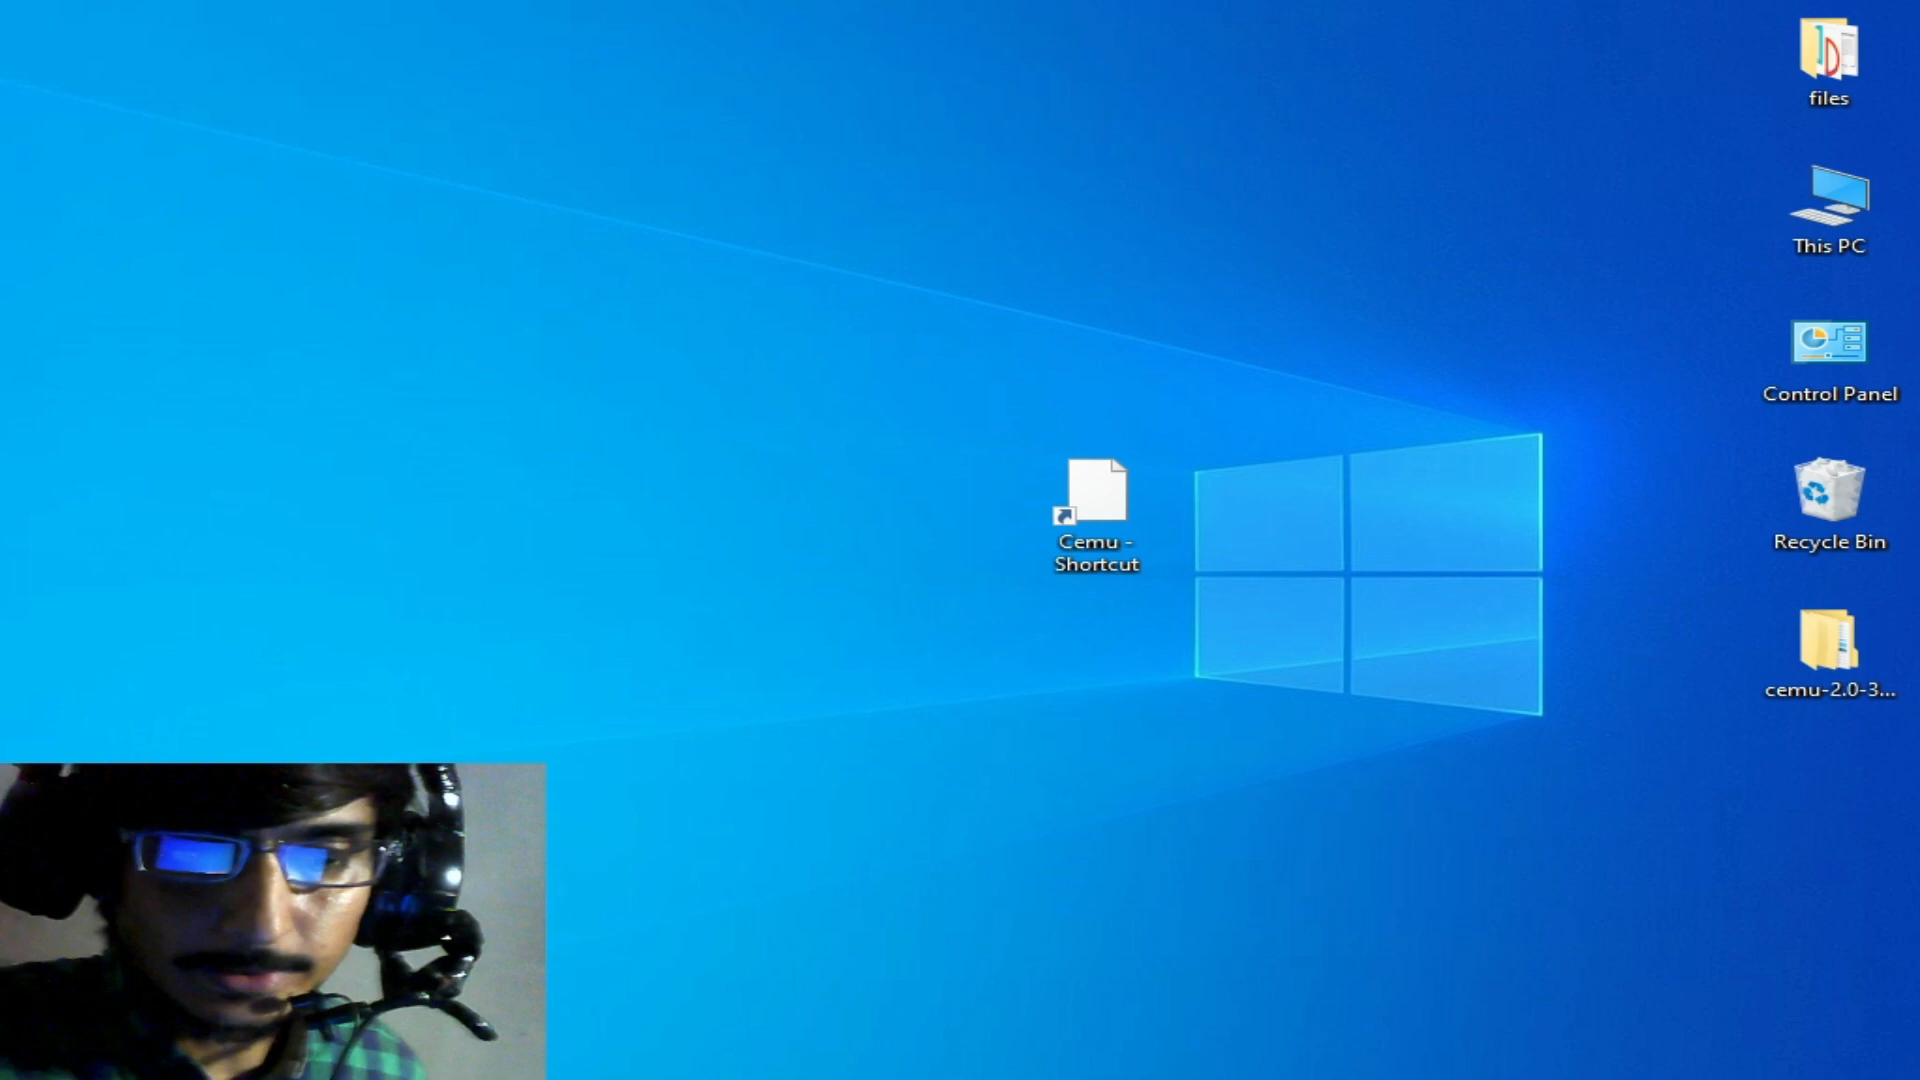 files
This PC
Control Panel
Cemu -
Shortcut
Recycle Bin
cemu-2.0-3...